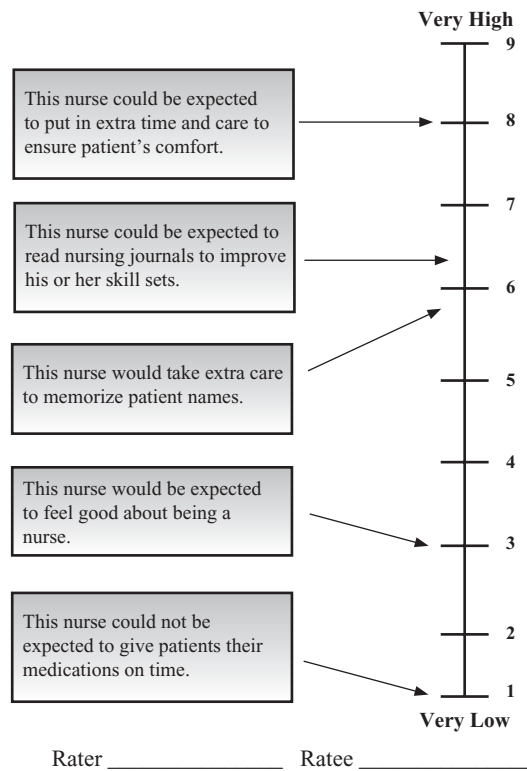 Very High
9
This nurse could be expected
to put in extra time and care to
ensure patient’s comfort.
8
7
This nurse could be expected to
read nursing journals to improve
his or her skill sets.
6
This nurse would take extra care
to memorize patient names.
5
4
This nurse would be expected
to feel good about being a
nurse.
3
This nurse could not be
expected to give patients their
medications on time.
2
1
Very Low
Rater ________________ Ratee ________________